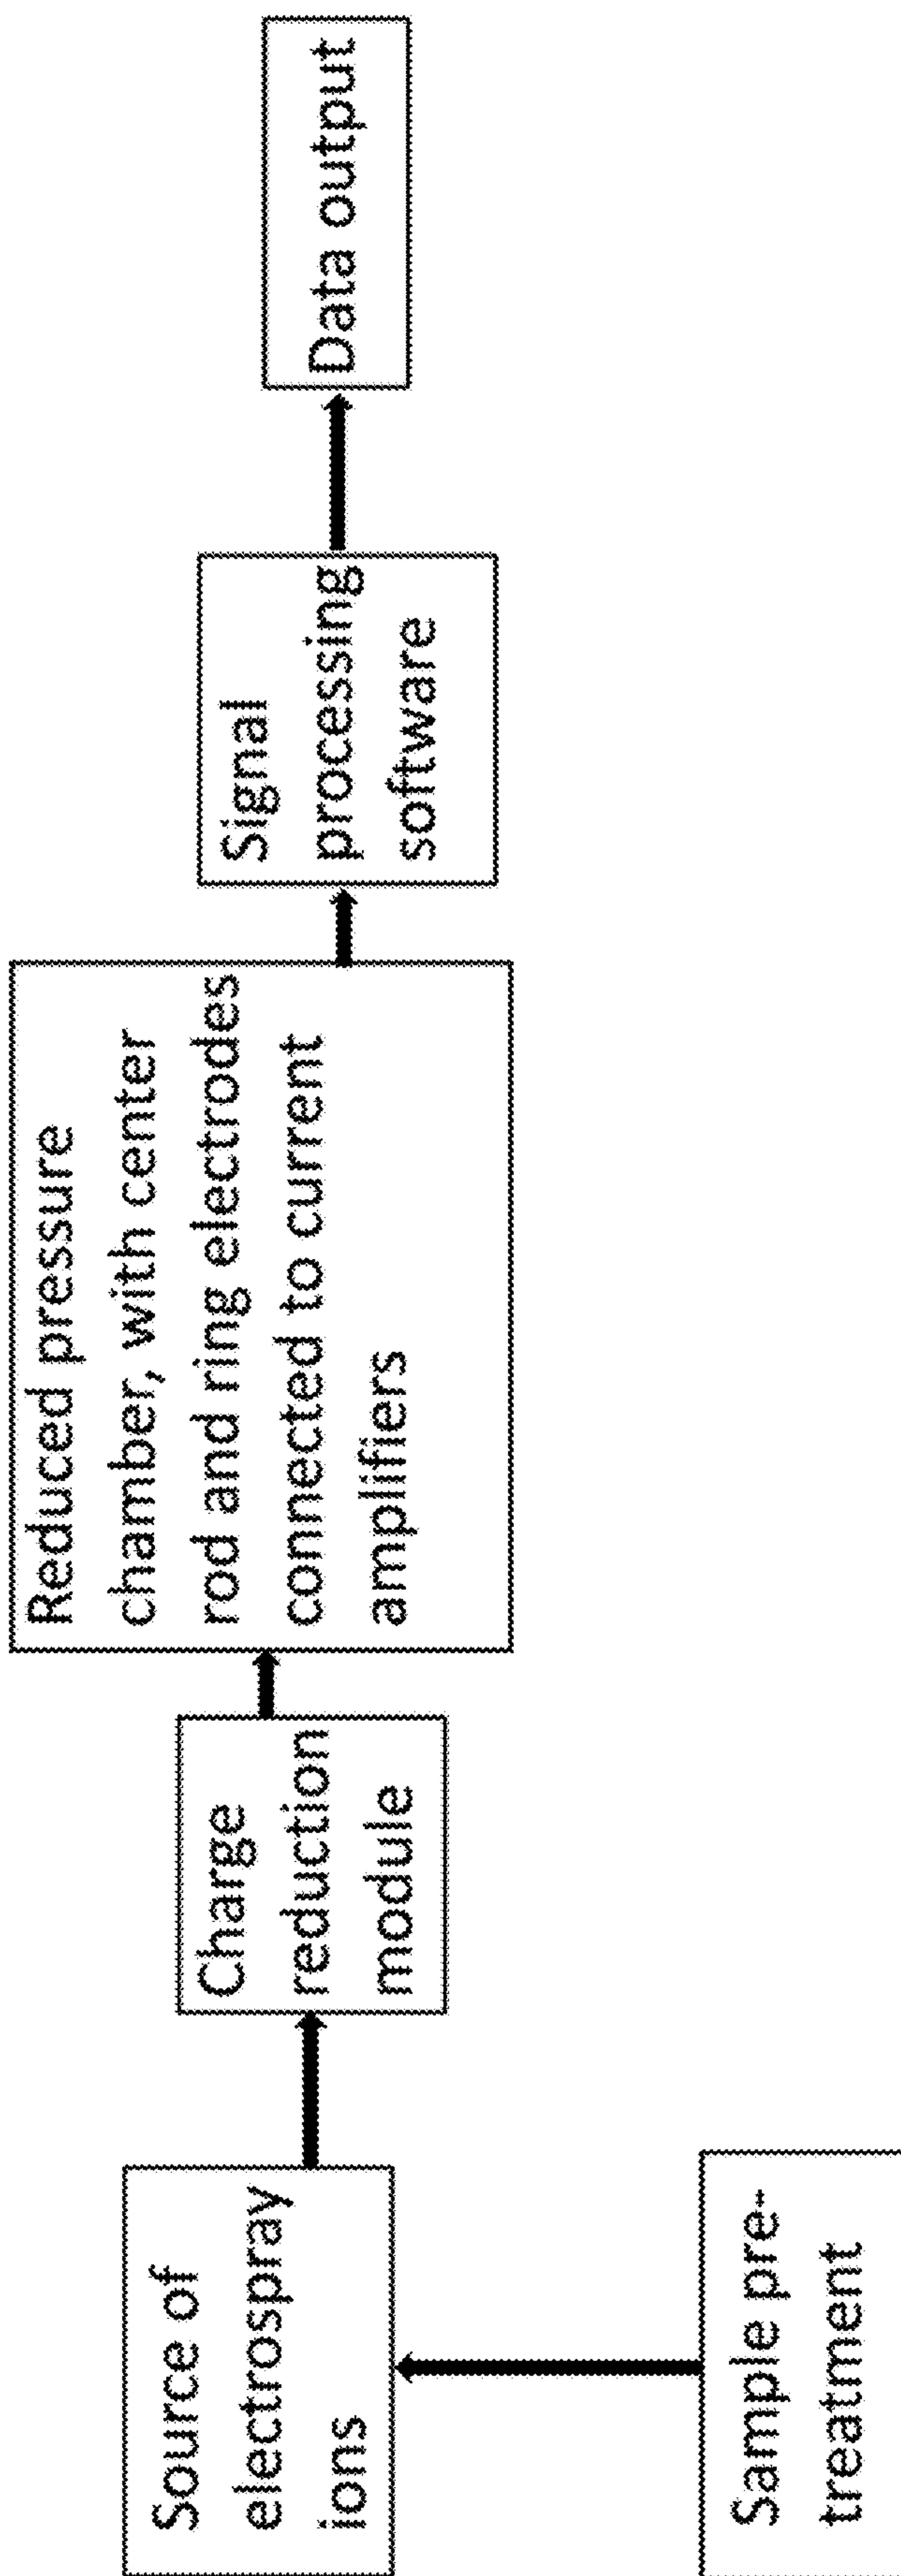 Source of
electrospray
ions
Sample pre-
treatment
Charge
reduction
module
Reduced pressure
chamber, with center
rod and ring electrodes
connected to current
amplifiers
Signal
processing
software
Data output